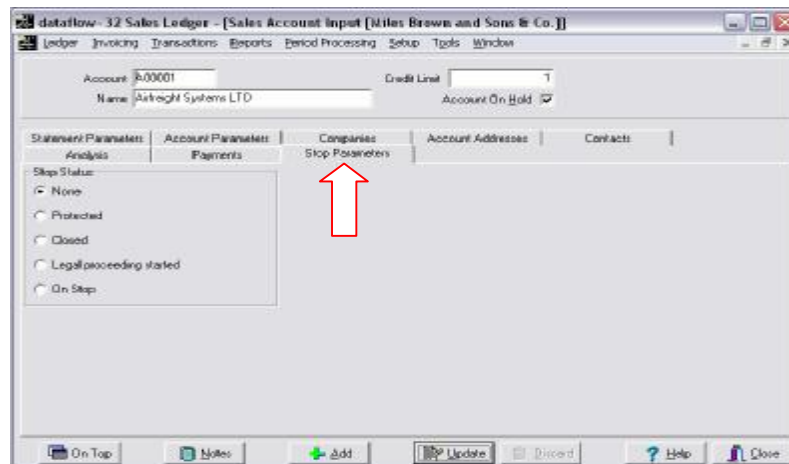 dataflow- 32 Sales Ledger - [Sales Account Input [Miles Brown and Sons & Co.]]
Ledger Invoicing Transactions Reports Period Processing Setup Tools Window
Account A00001 Credit Limit 1
Name Airfreight Systems LTD Account On Hold
Statement Parameters Account Parameters Companies Account Addresses Contacts
Analysis Payments Stop Parameters
Stop Status
None
Protected
Closed
Legal proceeding started
On Stop
On Top Notes Add Update Discard Help Close